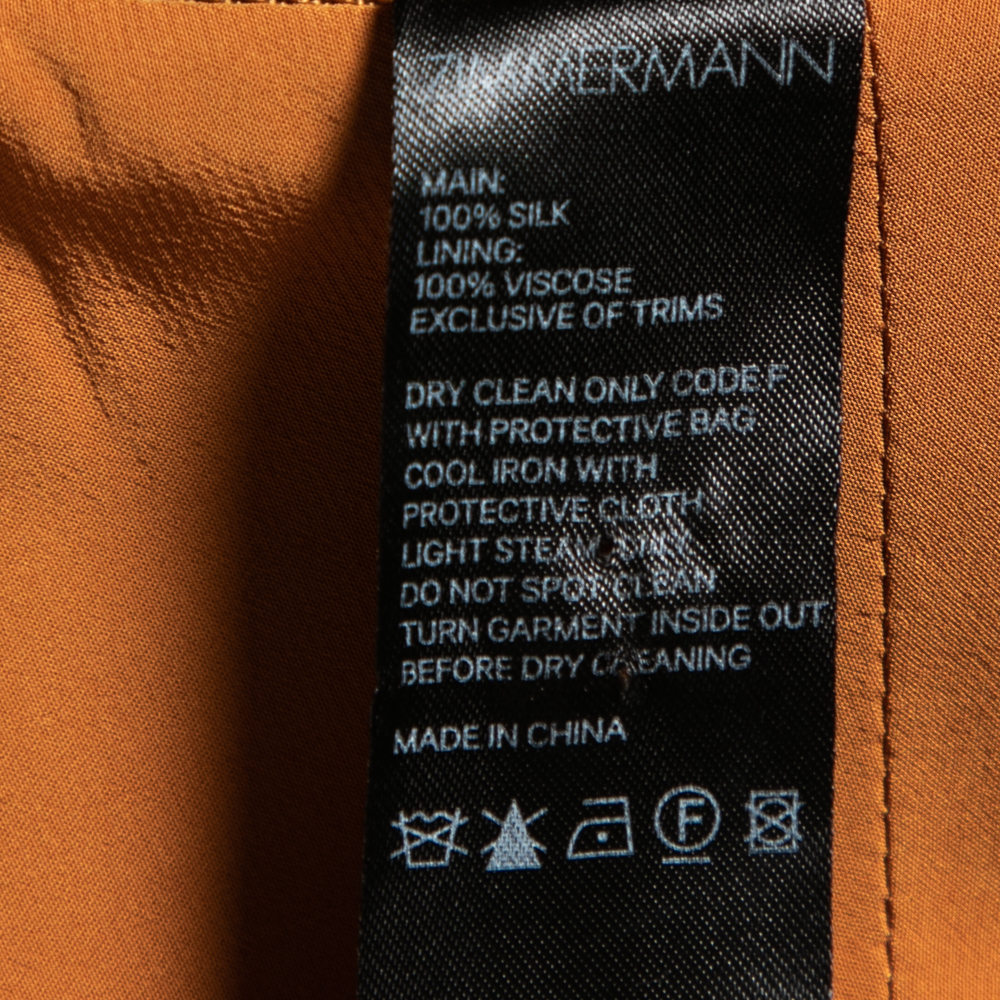 ZIMMERMANN
MAIN:
100% SILK
LINING:
100% VISCOSE
EXCLUSIVE OF TRIMS
DRY CLEAN ONLY CODE F
WITH PROTECTIVE BAG
COOL IRON WITH
PROTECTIVE CLOTH
LIGHT STEAM ONLY
DO NOT SPOT CLEAN
TURN GARMENT INSIDE OUT
BEFORE DRY CLEANING
MADE IN CHINA
F